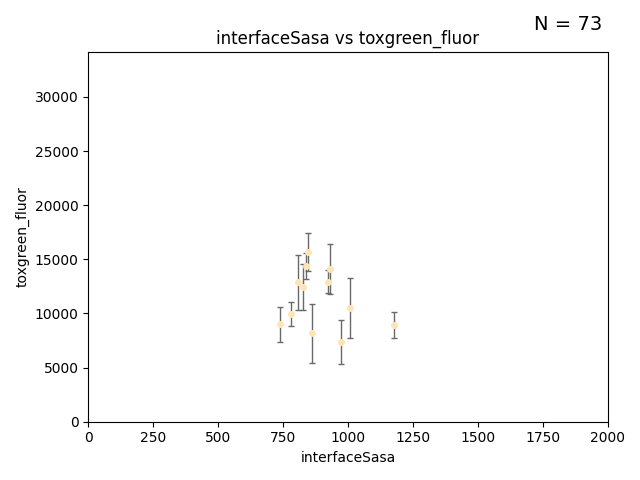 N = 73
interfaceSasa vs toxgreen_fluor
30000
25000
20000
15000
10000
5000
0
toxgreen_fluor
0 250 500 750 1000 1250 1500 1750 2000
interfaceSasa